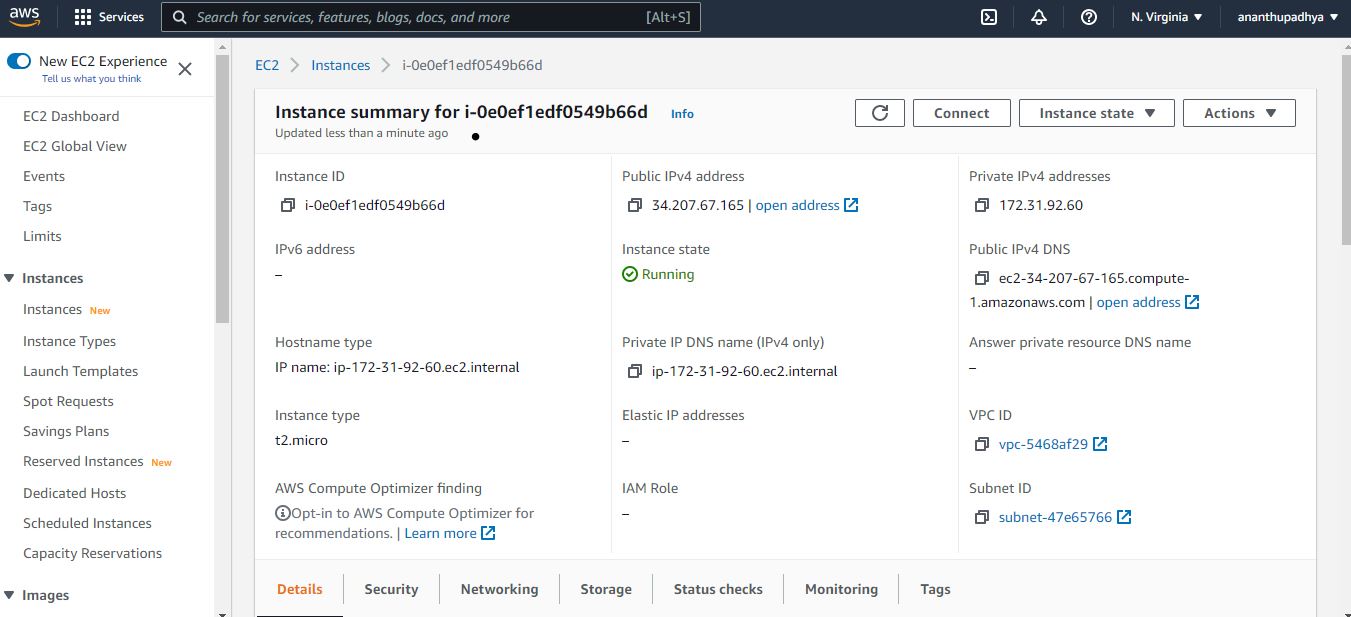 aws
Services
Search for services, features, blogs, docs, and more [Alt+S]
N. Virginia
ananthupadhya
New EC2 Experience
Tell us what you think
EC2 Dashboard
EC2 Global View
Events
Tags
Limits
Instances
Instances New
Instance Types
Launch Templates
Spot Requests
Savings Plans
Reserved Instances New
Dedicated Hosts
Scheduled Instances
Capacity Reservations
Images
EC2 Instances i-0e0ef1edf0549b66d
Instance summary for i-0e0ef1edf0549b66d Info
Updated less than a minute ago
Connect
Instance state
Actions
Instance ID
i-0e0ef1edf0549b66d
Public IPv4 address
34.207.67.165 | open address
Private IPv4 addresses
172.31.92.60
IPv6 address
–
Instance state
Running
Public IPv4 DNS
ec2-34-207-67-165.compute-
1.amazonaws.com | open address
Hostname type
IP name: ip-172-31-92-60.ec2.internal
Private IP DNS name (IPv4 only)
ip-172-31-92-60.ec2.internal
Answer private resource DNS name
–
Instance type
t2.micro
Elastic IP addresses
–
VPC ID
vpc-5468af29
AWS Compute Optimizer finding
Opt-in to AWS Compute Optimizer for
recommendations. | Learn more
IAM Role
–
Subnet ID
subnet-47e65766
Details Security Networking Storage Status checks Monitoring Tags